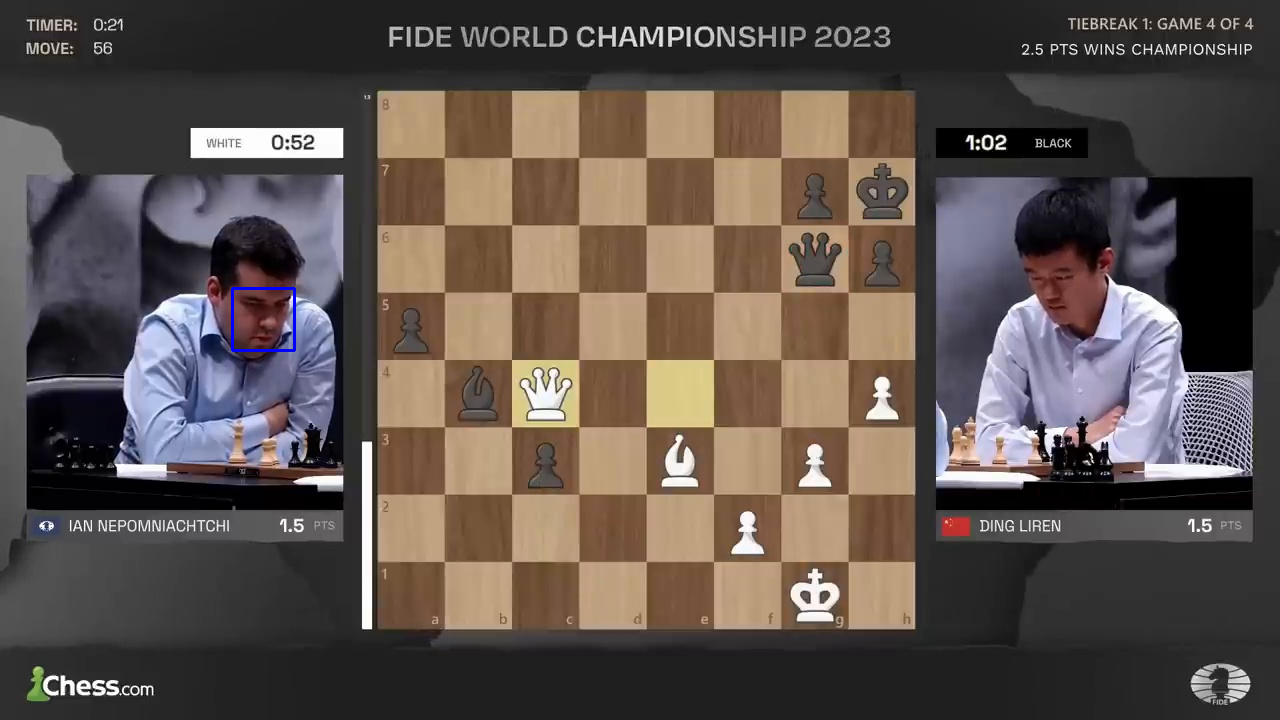 TIMER: 0:21
MOVE: 56
FIDE WORLD CHAMPIONSHIP 2023
TIEBREAK 1: GAME 4 OF 4
2.5 PTS WINS CHAMPIONSHIP
WHITE 0:52
1:02 BLACK
1.3
8
7
6
5
4
3
2
1
a b c d e f g h
IAN NEPOMNIACHTCHI 1.5 PTS
DING LIREN 1.5 PTS
Chess.com
FIDE